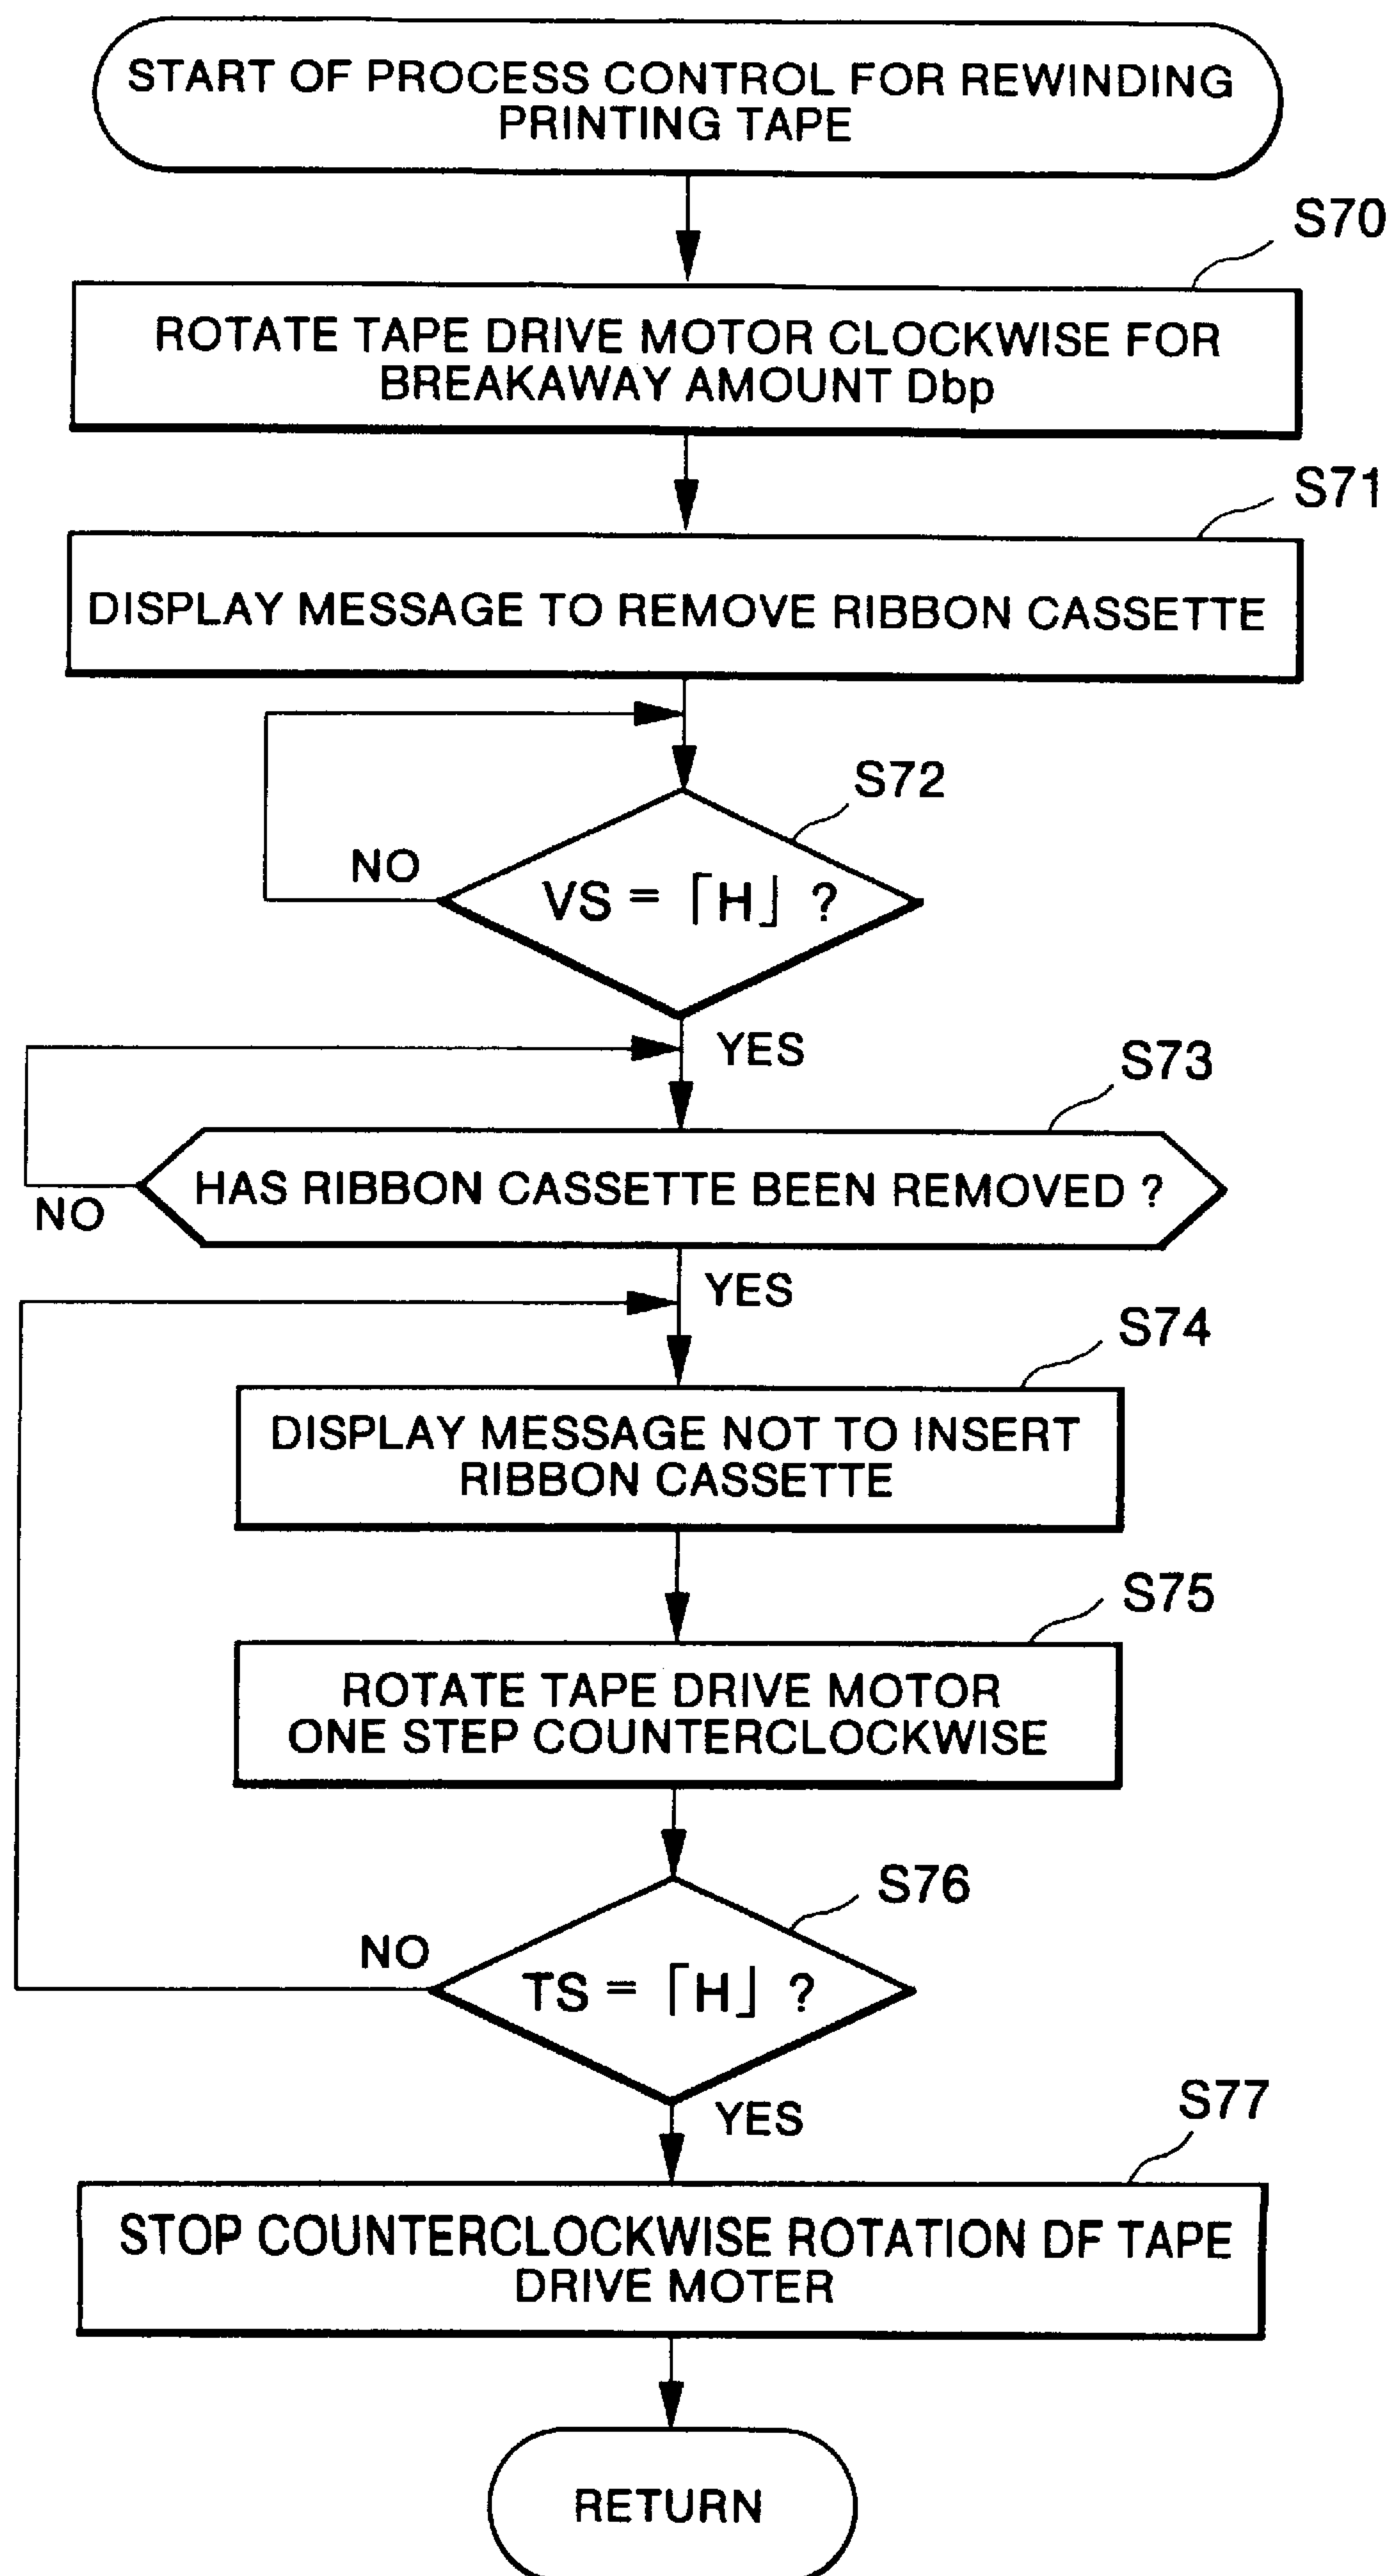 START OF PROCESS CONTROL FOR REWINDING
PRINTING TAPE
S70
ROTATE TAPE DRIVE MOTOR CLOCKWISE FOR
BREAKAWAY AMOUNT Dbp
S71
DISPLAY MESSAGE TO REMOVE RIBBON CASSETTE
S72
NO
VS = ⌈H⌋ ?
YES
S73
HAS RIBBON CASSETTE BEEN REMOVED ?
NO
YES
S74
DISPLAY MESSAGE NOT TO INSERT
RIBBON CASSETTE
S75
ROTATE TAPE DRIVE MOTOR
ONE STEP COUNTERCLOCKWISE
S76
NO
TS = ⌈H⌋ ?
YES
S77
STOP COUNTERCLOCKWISE ROTATION DF TAPE
DRIVE MOTER
RETURN